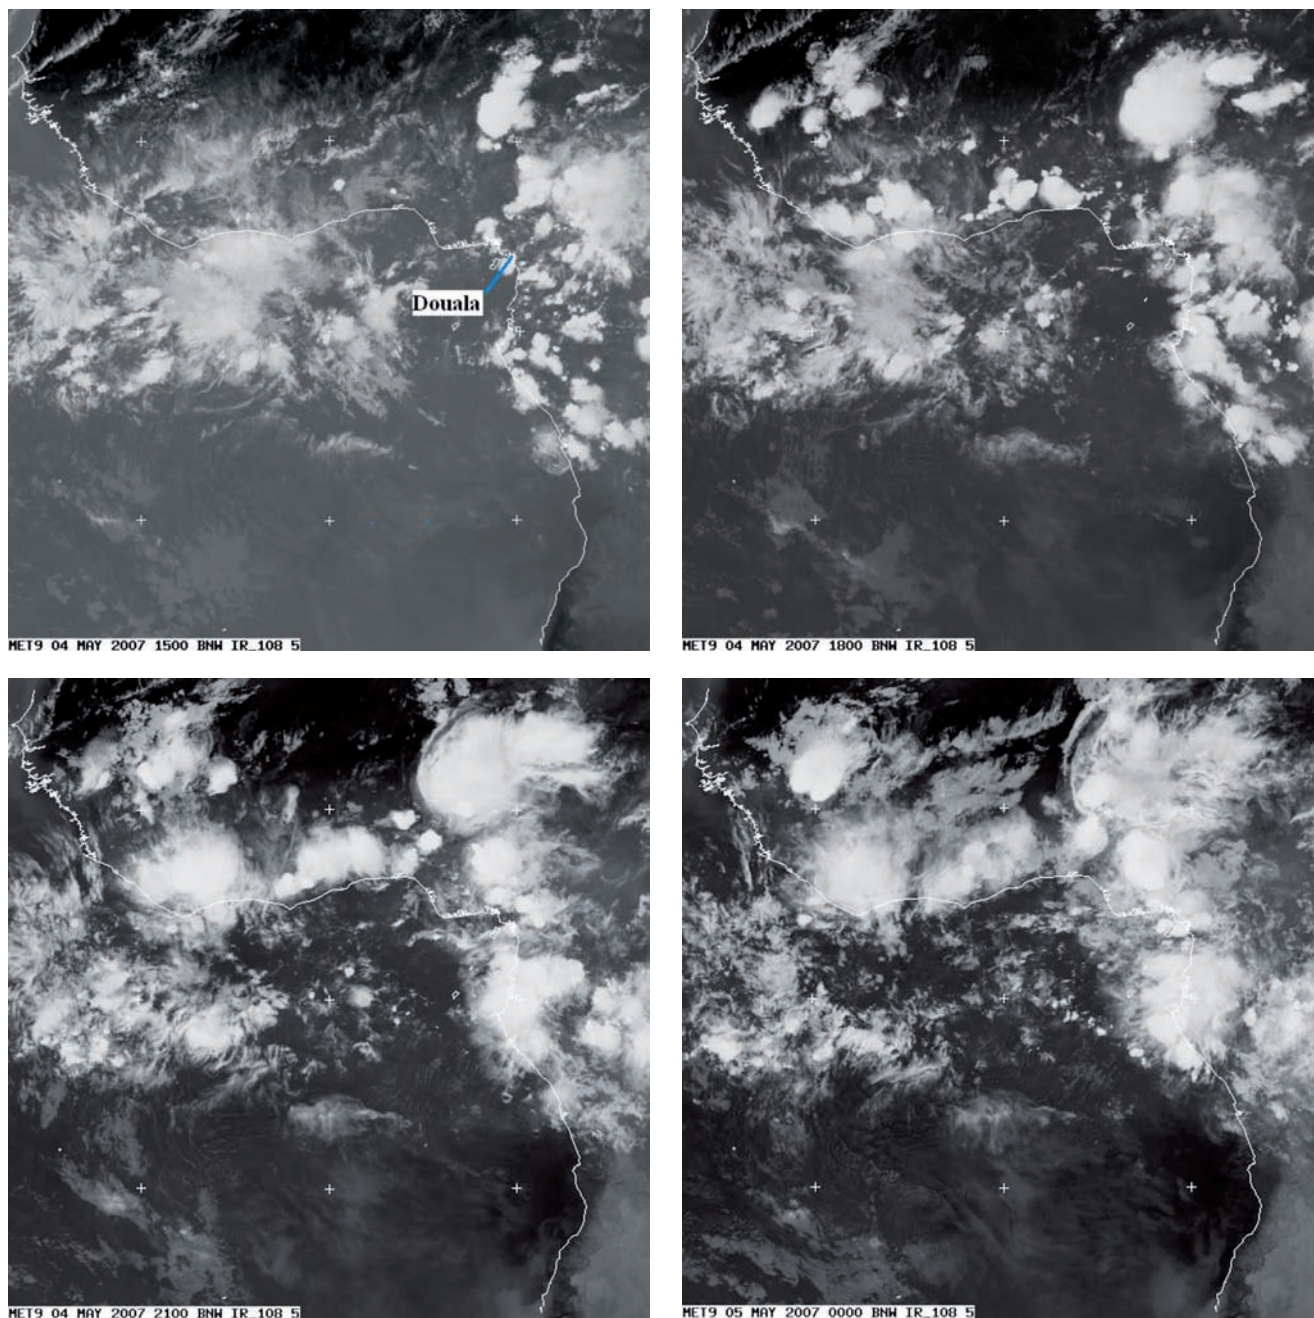 Douala
MET9 04 MAY 2007 1500 BNW IR_108 5
MET9 04 MAY 2007 1800 BNW IR_108 5
MET9 04 MAY 2007 2100 BNW IR_108 5
MET9 05 MAY 2007 0000 BNW IR_108 5